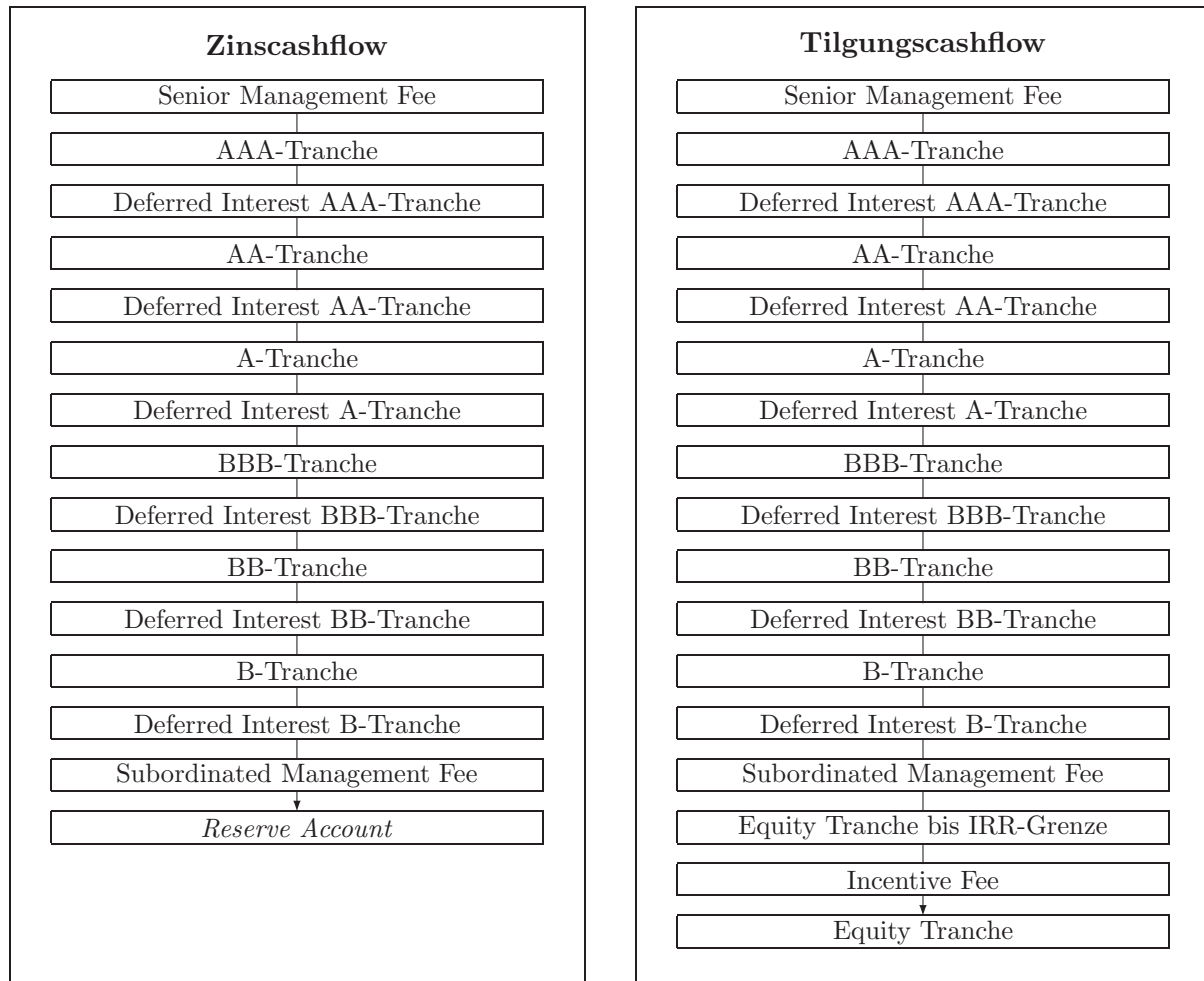 Zinscashflow
Senior Management Fee
AAA-Tranche
Deferred Interest AAA-Tranche
AA-Tranche
Deferred Interest AA-Tranche
A-Tranche
Deferred Interest A-Tranche
BBB-Tranche
Deferred Interest BBB-Tranche
BB-Tranche
Deferred Interest BB-Tranche
B-Tranche
Deferred Interest B-Tranche
Subordinated Management Fee
Reserve Account
Tilgungscashflow
Senior Management Fee
AAA-Tranche
Deferred Interest AAA-Tranche
AA-Tranche
Deferred Interest AA-Tranche
A-Tranche
Deferred Interest A-Tranche
BBB-Tranche
Deferred Interest BBB-Tranche
BB-Tranche
Deferred Interest BB-Tranche
B-Tranche
Deferred Interest B-Tranche
Subordinated Management Fee
Equity Tranche bis IRR-Grenze
Incentive Fee
Equity Tranche